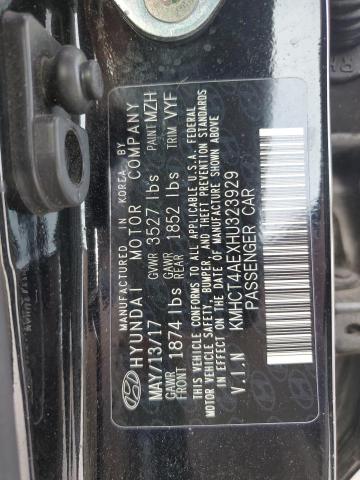 MANUFACTURED IN KOREA BY
HYUNDAI MOTOR COMPANY
MAY/13/17 GVWR 3527 lbs PAINT MZH
GAWR FRONT 1874 lbs GAWR REAR 1852 lbs TRIM VYF
THIS VEHICLE CONFORMS TO ALL APPLICABLE U.S.A. FEDERAL
MOTOR VEHICLE SAFETY, BUMPER, AND THEFT PREVENTION STANDARDS
IN EFFECT ON THE DATE OF MANUFACTURE SHOWN ABOVE
V.I.N KMHCT4AEXHU323929
PASSENGER CAR